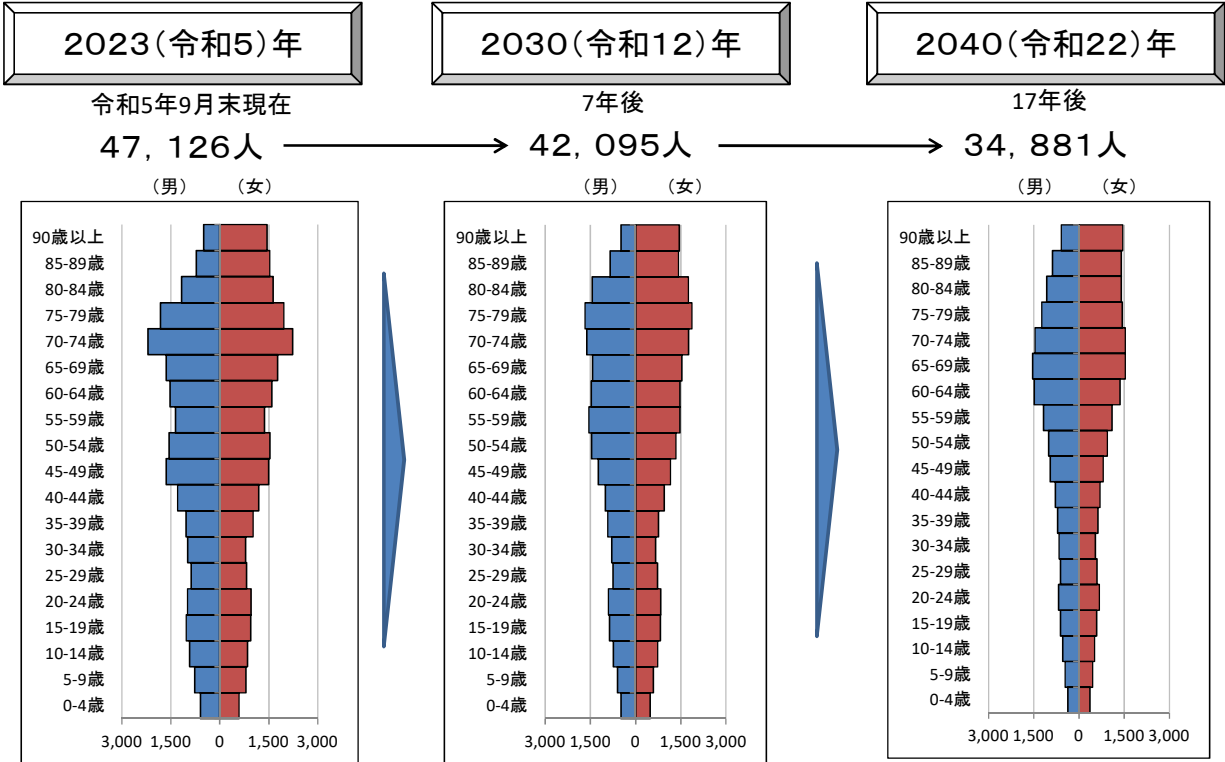 2023(令和5)年
令和5年9月末現在
47，126人
2030(令和12)年
7年後
42，095人
2040(令和22)年
17年後
34，881人
（男） （女）
90歳以上
85-89歳
80-84歳
75-79歳
70-74歳
65-69歳
60-64歳
55-59歳
50-54歳
45-49歳
40-44歳
35-39歳
30-34歳
25-29歳
20-24歳
15-19歳
10-14歳
5-9歳
0-4歳
3,000 1,500 0 1,500 3,000
（男） （女）
90歳以上
85-89歳
80-84歳
75-79歳
70-74歳
65-69歳
60-64歳
55-59歳
50-54歳
45-49歳
40-44歳
35-39歳
30-34歳
25-29歳
20-24歳
15-19歳
10-14歳
5-9歳
0-4歳
3,000 1,500 0 1,500 3,000
（男） （女）
90歳以上
85-89歳
80-84歳
75-79歳
70-74歳
65-69歳
60-64歳
55-59歳
50-54歳
45-49歳
40-44歳
35-39歳
30-34歳
25-29歳
20-24歳
15-19歳
10-14歳
5-9歳
0-4歳
3,000 1,500 0 1,500 3,000